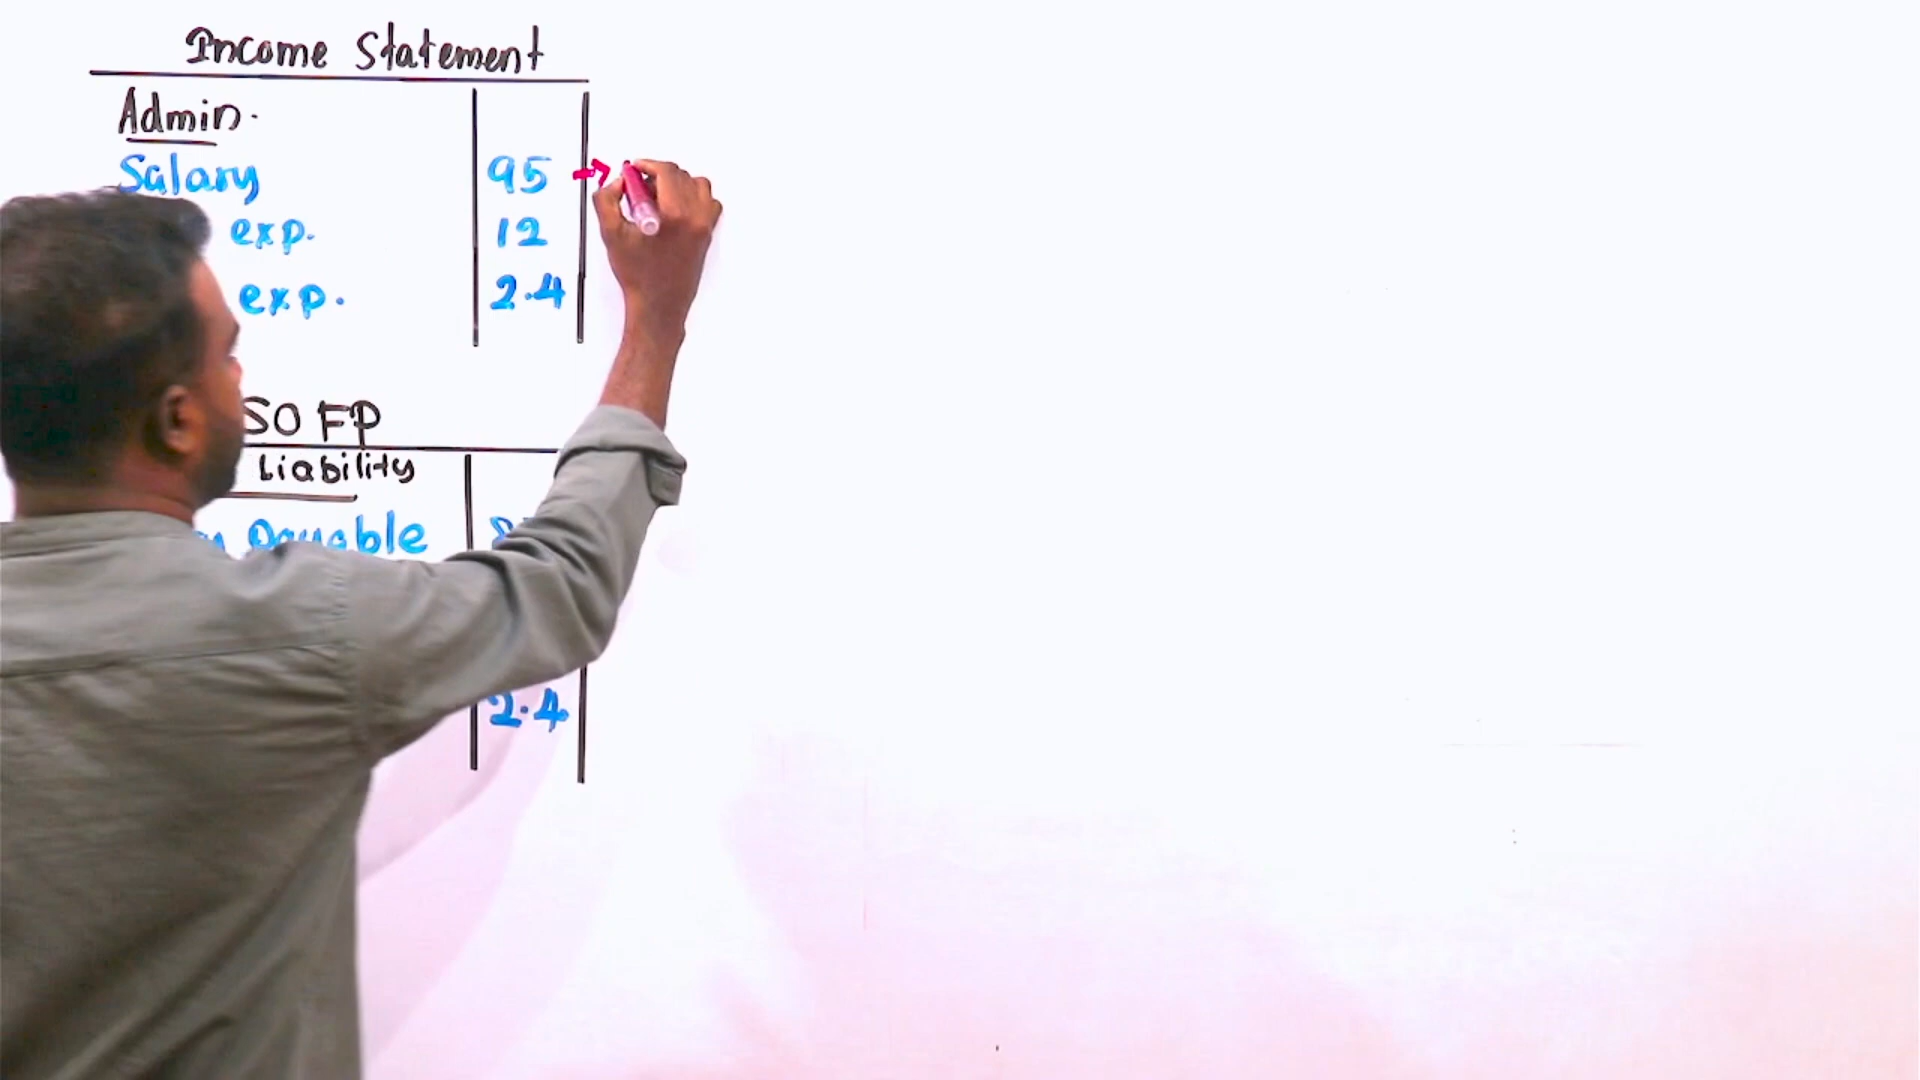 Income Statement
Admin.
Salary 95
exp. 12
exp. 2.4
SOFP
Liability
payable
2.4